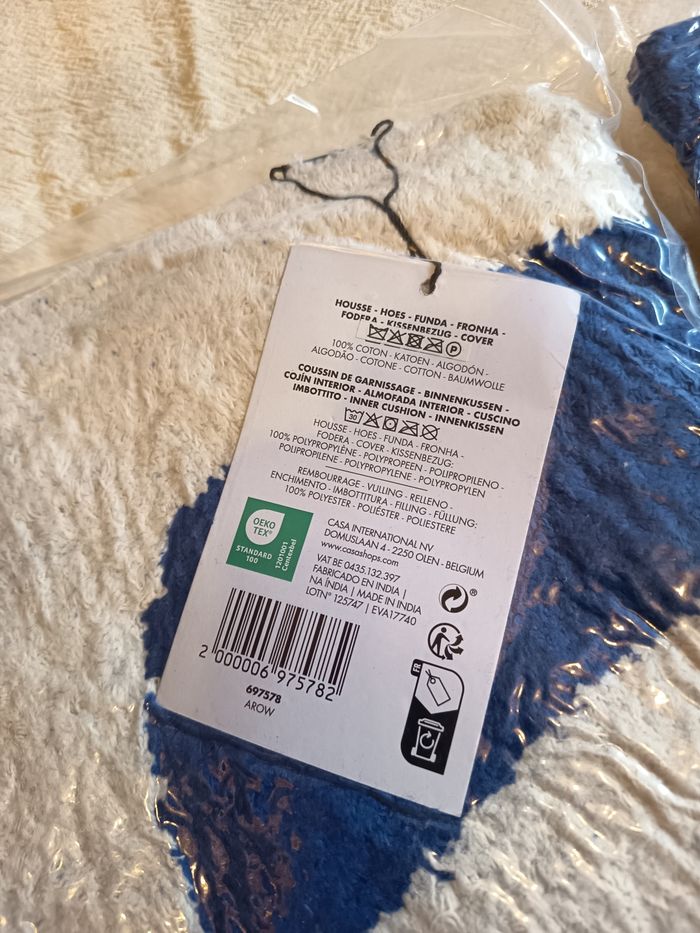 HOUSSE - HOES - FUNDA - FRONHA -
FODERA - KISSENBEZUG - COVER
P
100% COTON - KATOEN - ALGODÓN -
ALGODÃO - COTONE - COTTON - BAUMWOLLE
COUSSIN DE GARNISSAGE - BINNENKUSSEN -
COJÍN INTERIOR - ALMOFADA INTERIOR - CUSCINO
IMBOTTITO - INNER CUSHION - INNENKISSEN
30
HOUSSE - HOES - FUNDA - FRONHA -
FODERA - COVER - KISSENBEZUG:
100% POLYPROPYLÈNE - POLYPROPEEN - POLIPROPILENO -
POLIPROPILENE - POLYPROPYLENE - POLYPROPYLEN
REMBOURRAGE - VULLING - RELLENO -
ENCHIMENTO - IMBOTTITURA - FILLING - FÜLLUNG:
100% POLYESTER - POLIÉSTER - POLIESTERE
OEKO
TEX®
STANDARD
100
1201001
Centexbel
CASA INTERNATIONAL NV
DOMUSLAAN 4 - 2250 OLEN - BELGIUM
www.casashops.com
VAT BE 0435.132.397
FABRICADO EN INDIA |
NA ÍNDIA | MADE IN INDIA
LOTN° 125747 | EVA17740
®
FR
2 000006 975782
697578
AROW